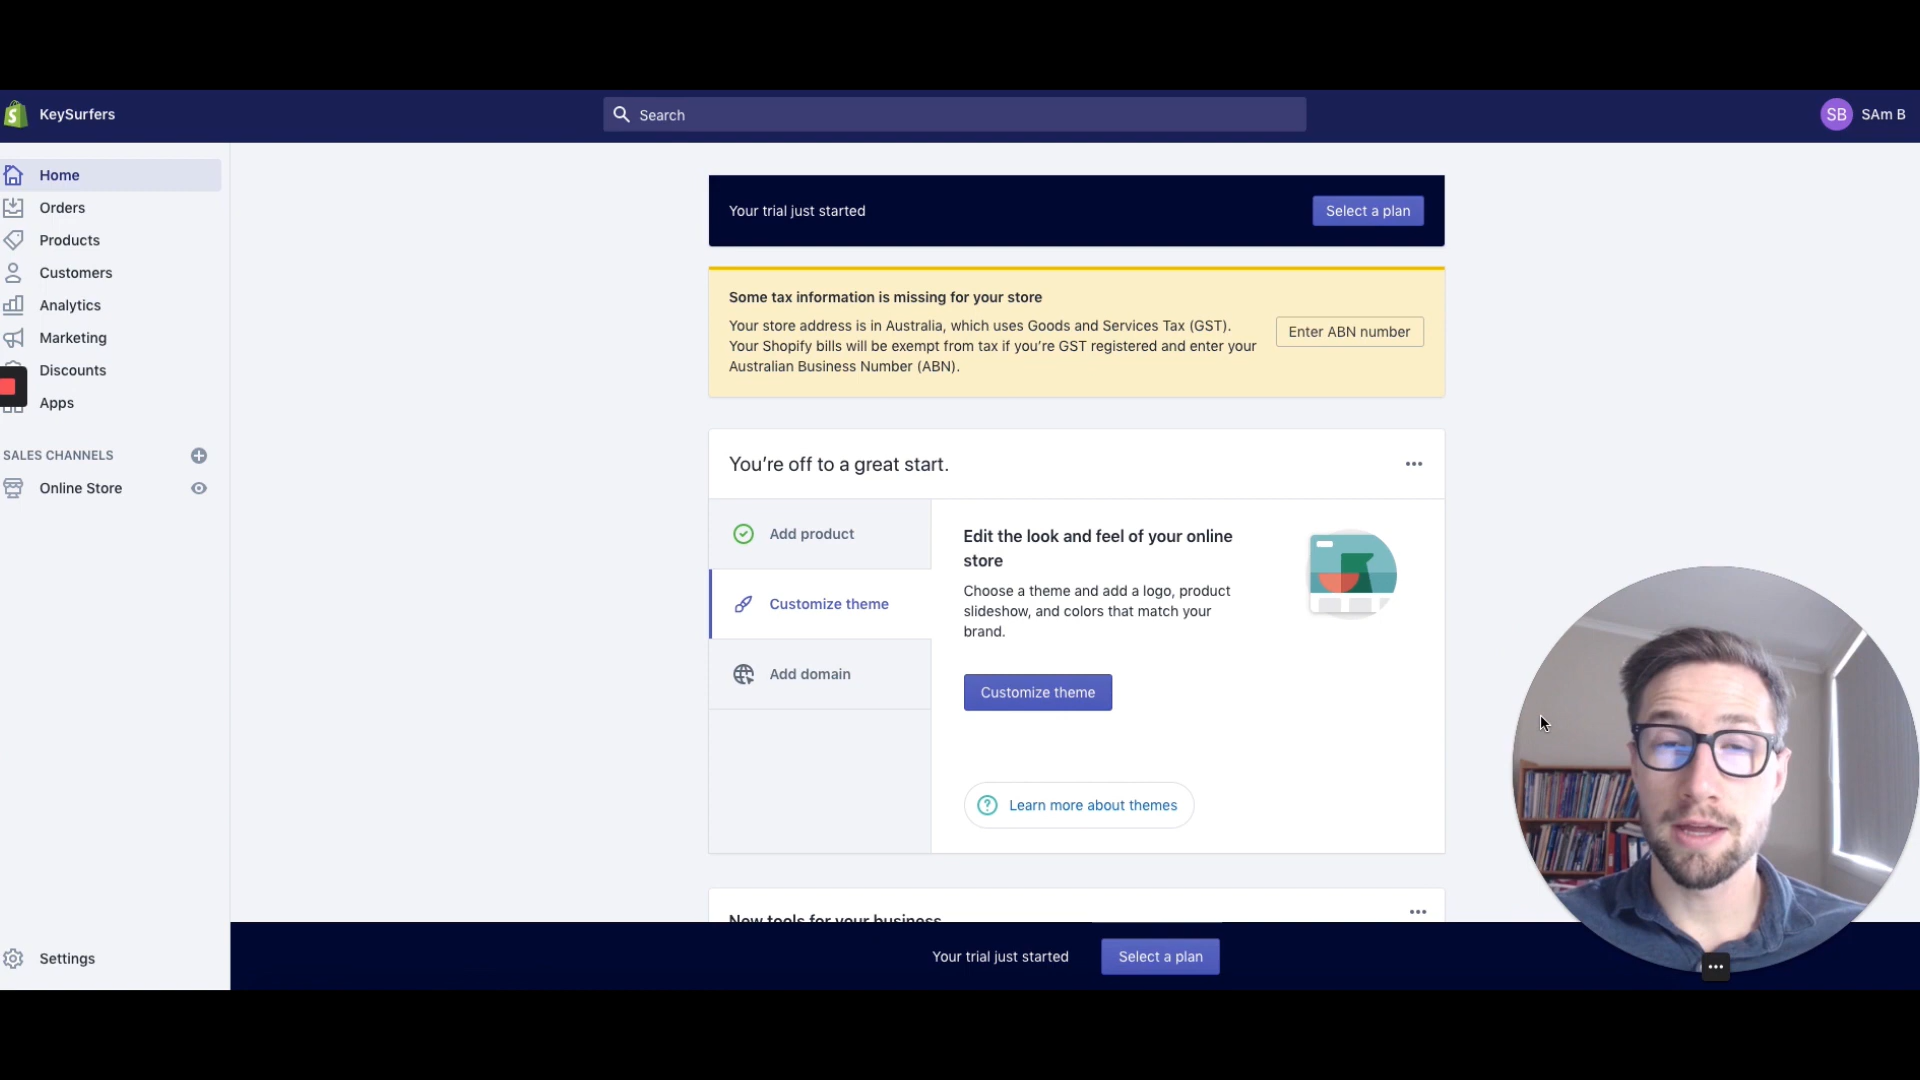 KeySurfers
Search
SB
SAm B
Home
Orders
Products
Customers
Analytics
Marketing
Discounts
Apps
SALES CHANNELS
Online Store
Settings
Your trial just started
Select a plan
Some tax information is missing for your store
Your store address is in Australia, which uses Goods and Services Tax (GST).
Your Shopify bills will be exempt from tax if you’re GST registered and enter your
Australian Business Number (ABN).
Enter ABN number
You’re off to a great start.
Add product
Customize theme
Add domain
Edit the look and feel of your online
store
Choose a theme and add a logo, product
slideshow, and colors that match your
brand.
Customize theme
Learn more about themes
New tools for your business
Your trial just started
Select a plan